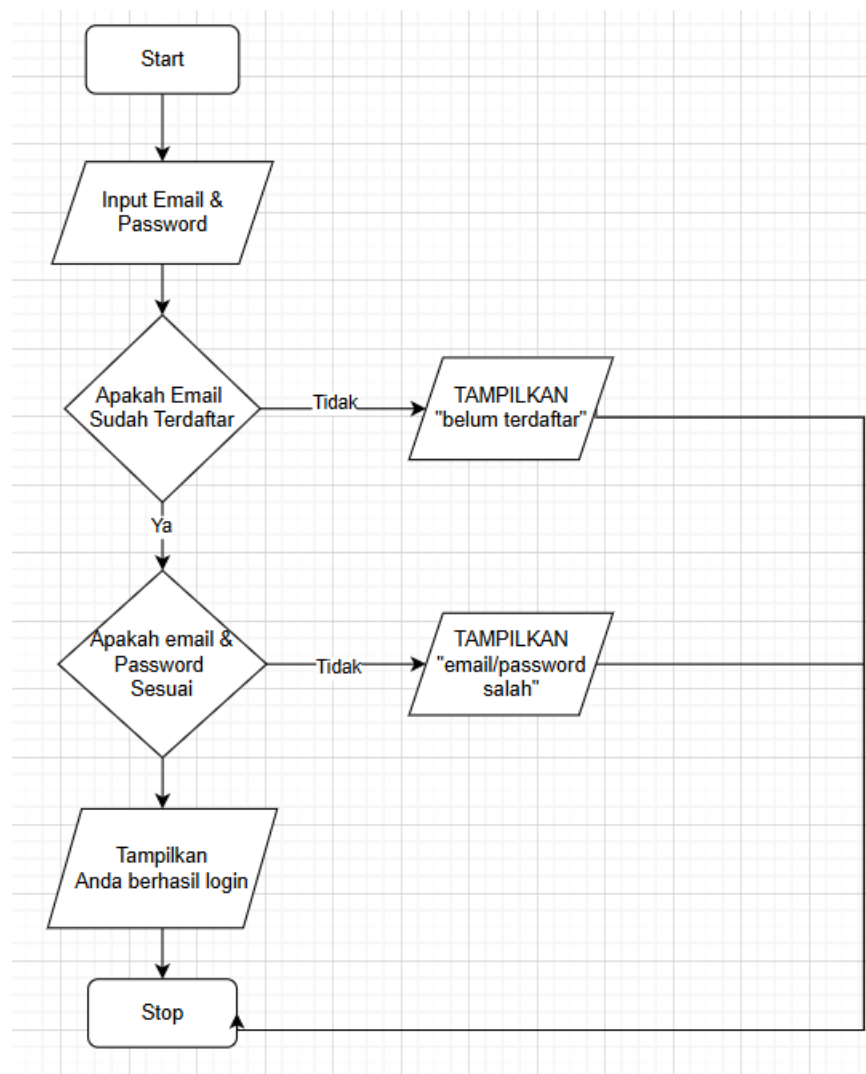 Start
Input Email &
Password
Apakah Email
Sudah Terdaftar
Tidak
TAMPILKAN
"belum terdaftar"
Ya
Apakah email &
Password
Sesuai
Tidak
TAMPILKAN
"email/password
salah"
Tampilkan
Anda berhasil login
Stop